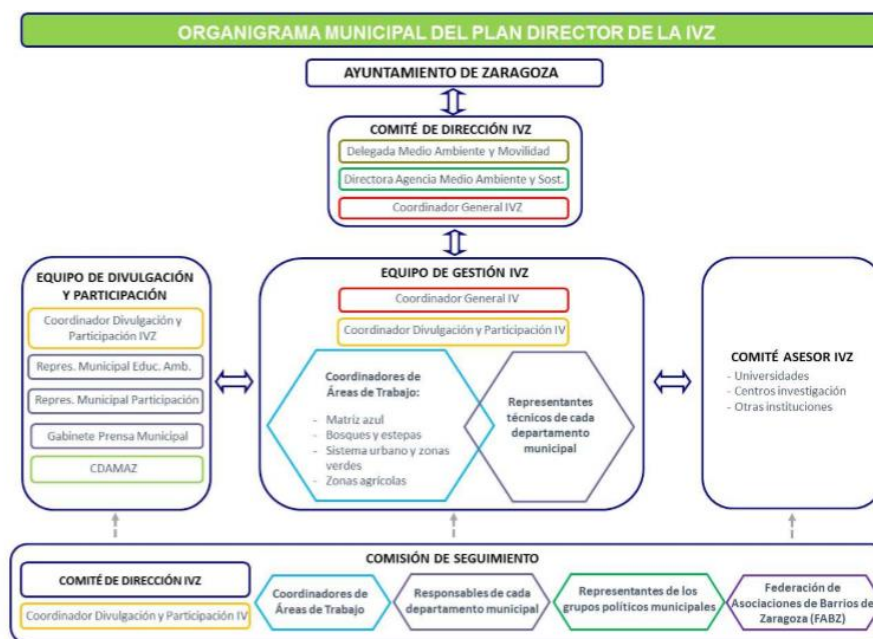 ORGANIGRAMA MUNICIPAL DEL PLAN DIRECTOR DE LA IVZ
AYUNTAMIENTO DE ZARAGOZA
COMITÉ DE DIRECCIÓN IVZ
Delegada Medio Ambiente y Movilidad
Directora Agencia Medio Ambiente y Sost.
Coordinador General IVZ
EQUIPO DE DIVULGACIÓN
Y PARTICIPACIÓN
Coordinador Divulgación y
Participación IVZ
Repres. Municipal Educ. Amb.
Repres. Municipal Participación
Gabinete Prensa Municipal
CDAMAZ
EQUIPO DE GESTIÓN IVZ
Coordinador General IV
Coordinador Divulgación y Participación IV
Coordinadores de
Áreas de Trabajo:
- Matriz azul
- Bosques y estepas
- Sistema urbano y zonas
verdes
- Zonas agrícolas
Representantes
técnicos de cada
departamento
municipal
COMITÉ ASESOR IVZ
- Universidades
- Centros investigación
- Otras instituciones
COMISIÓN DE SEGUIMIENTO
COMITÉ DE DIRECCIÓN IVZ
Coordinador Divulgación y Participación IV
Coordinadores de
Áreas de Trabajo
Responsables de cada
departamento municipal
Representantes de los
grupos políticos municipales
Federación de
Asociaciones de Barrios de
Zaragoza (FABZ)